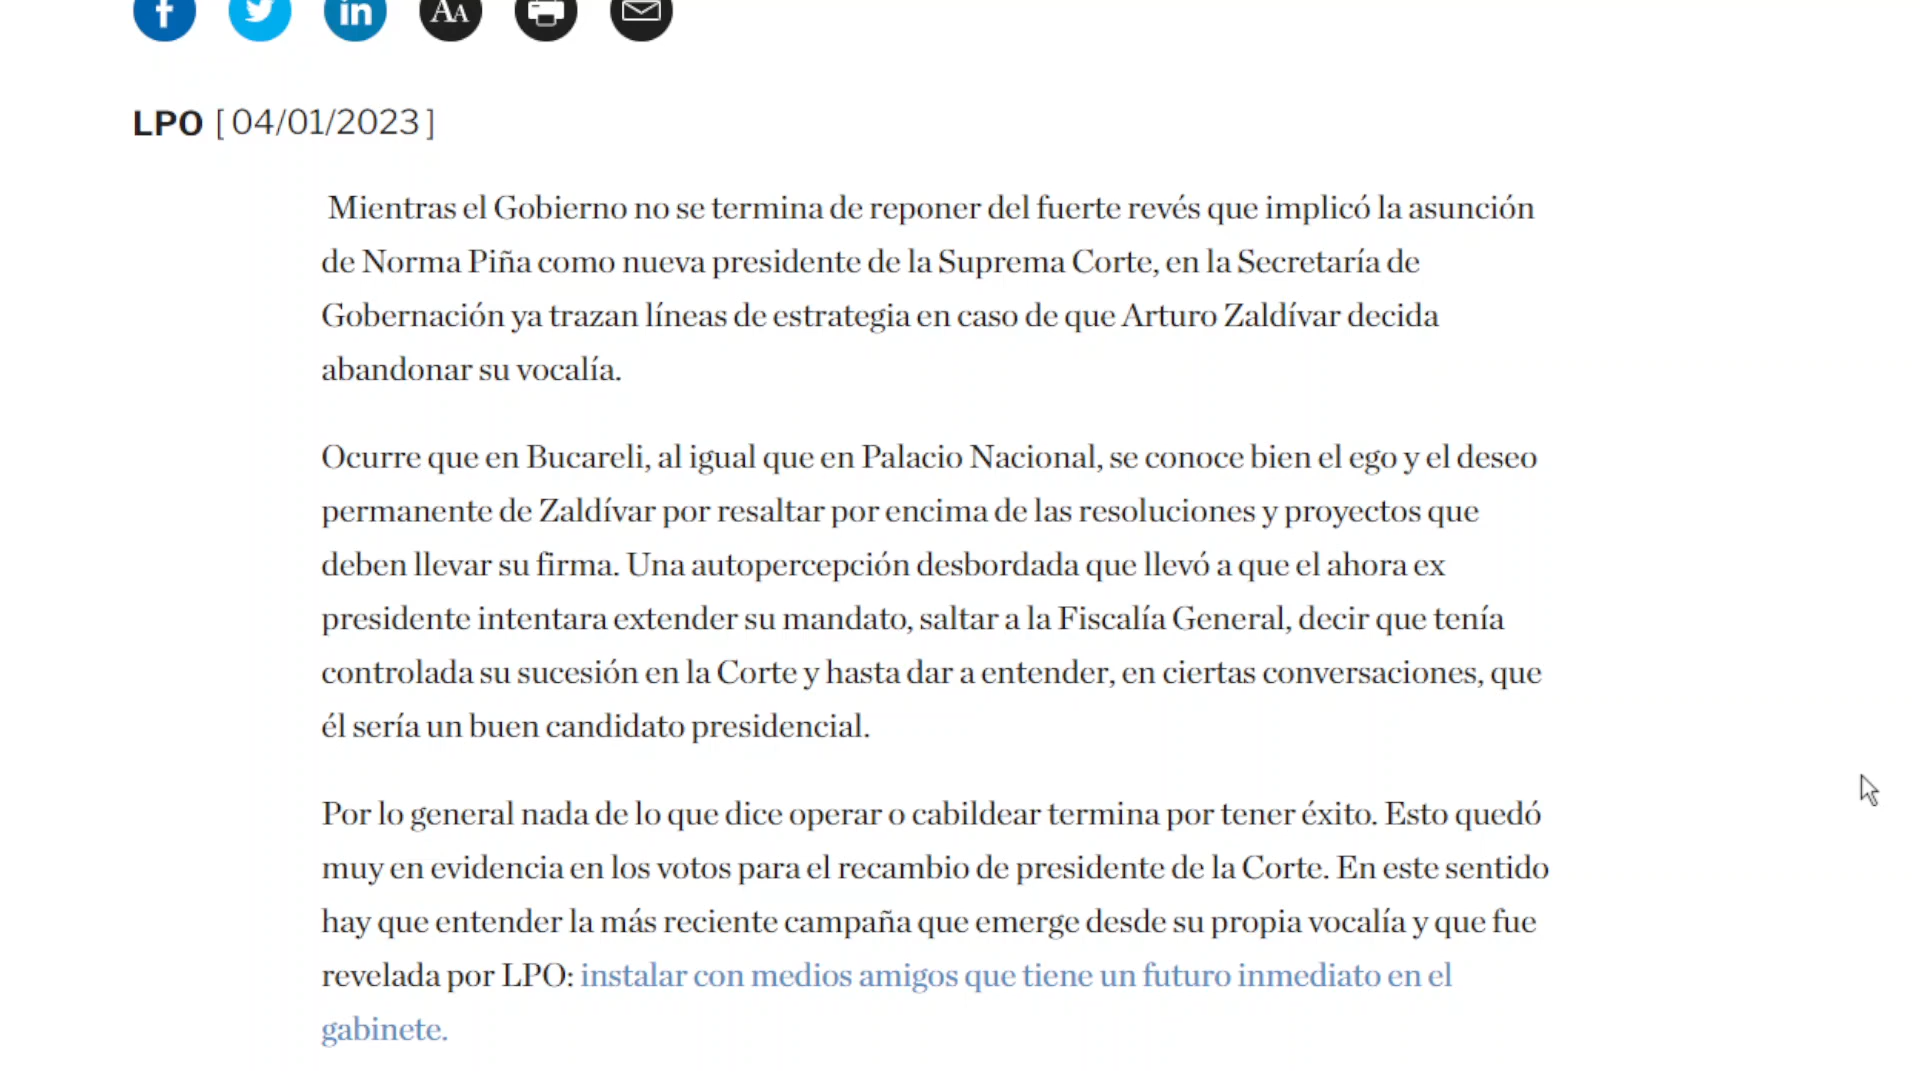 f in AA
LPO [ 04/01/2023 ]
Mientras el Gobierno no se termina de reponer del fuerte revés que implicó la asunción
de Norma Piña como nueva presidente de la Suprema Corte, en la Secretaría de
Gobernación ya trazan líneas de estrategia en caso de que Arturo Zaldívar decida
abandonar su vocalía.
Ocurre que en Bucareli, al igual que en Palacio Nacional, se conoce bien el ego y el deseo
permanente de Zaldívar por resaltar por encima de las resoluciones y proyectos que
deben llevar su firma. Una autopercepción desbordada que llevó a que el ahora ex
presidente intentara extender su mandato, saltar a la Fiscalía General, decir que tenía
controlada su sucesión en la Corte y hasta dar a entender, en ciertas conversaciones, que
él sería un buen candidato presidencial.
Por lo general nada de lo que dice operar o cabildear termina por tener éxito. Esto quedó
muy en evidencia en los votos para el recambio de presidente de la Corte. En este sentido
hay que entender la más reciente campaña que emerge desde su propia vocalía y que fue
revelada por LPO: instalar con medios amigos que tiene un futuro inmediato en el
gabinete.